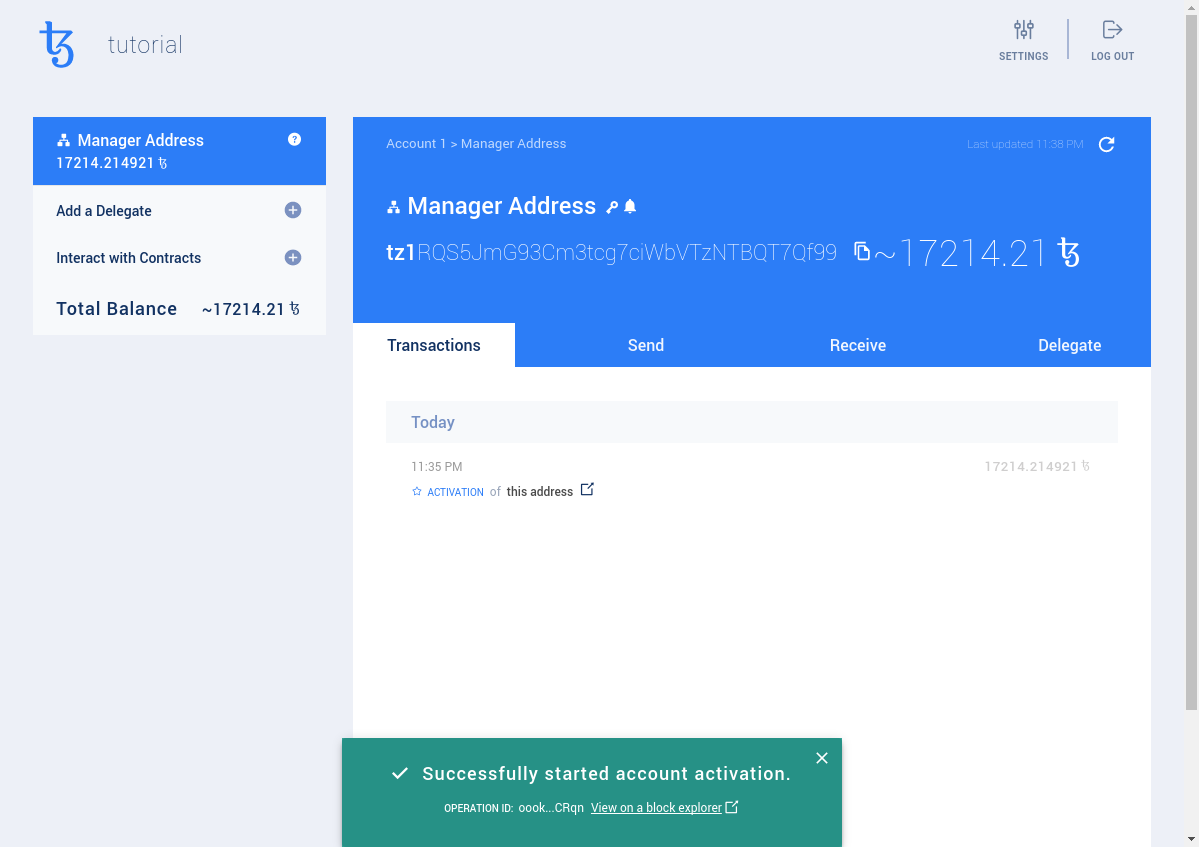 tutorial
SETTINGS
LOG OUT
Manager Address
17214.214921 ꜩ
Add a Delegate
Interact with Contracts
Total Balance ~17214.21 ꜩ
Account 1 > Manager Address
Last updated 11:38 PM
Manager Address
tz1RQS5JmG93Cm3tcg7ciWbVTzNTBQT7Qf99
~17214.21 ꜩ
Transactions Send Receive Delegate
Today
11:35 PM 17214.214921 ꜩ
ACTIVATION of this address
Successfully started account activation.
OPERATION ID: oook...CRqn View on a block explorer